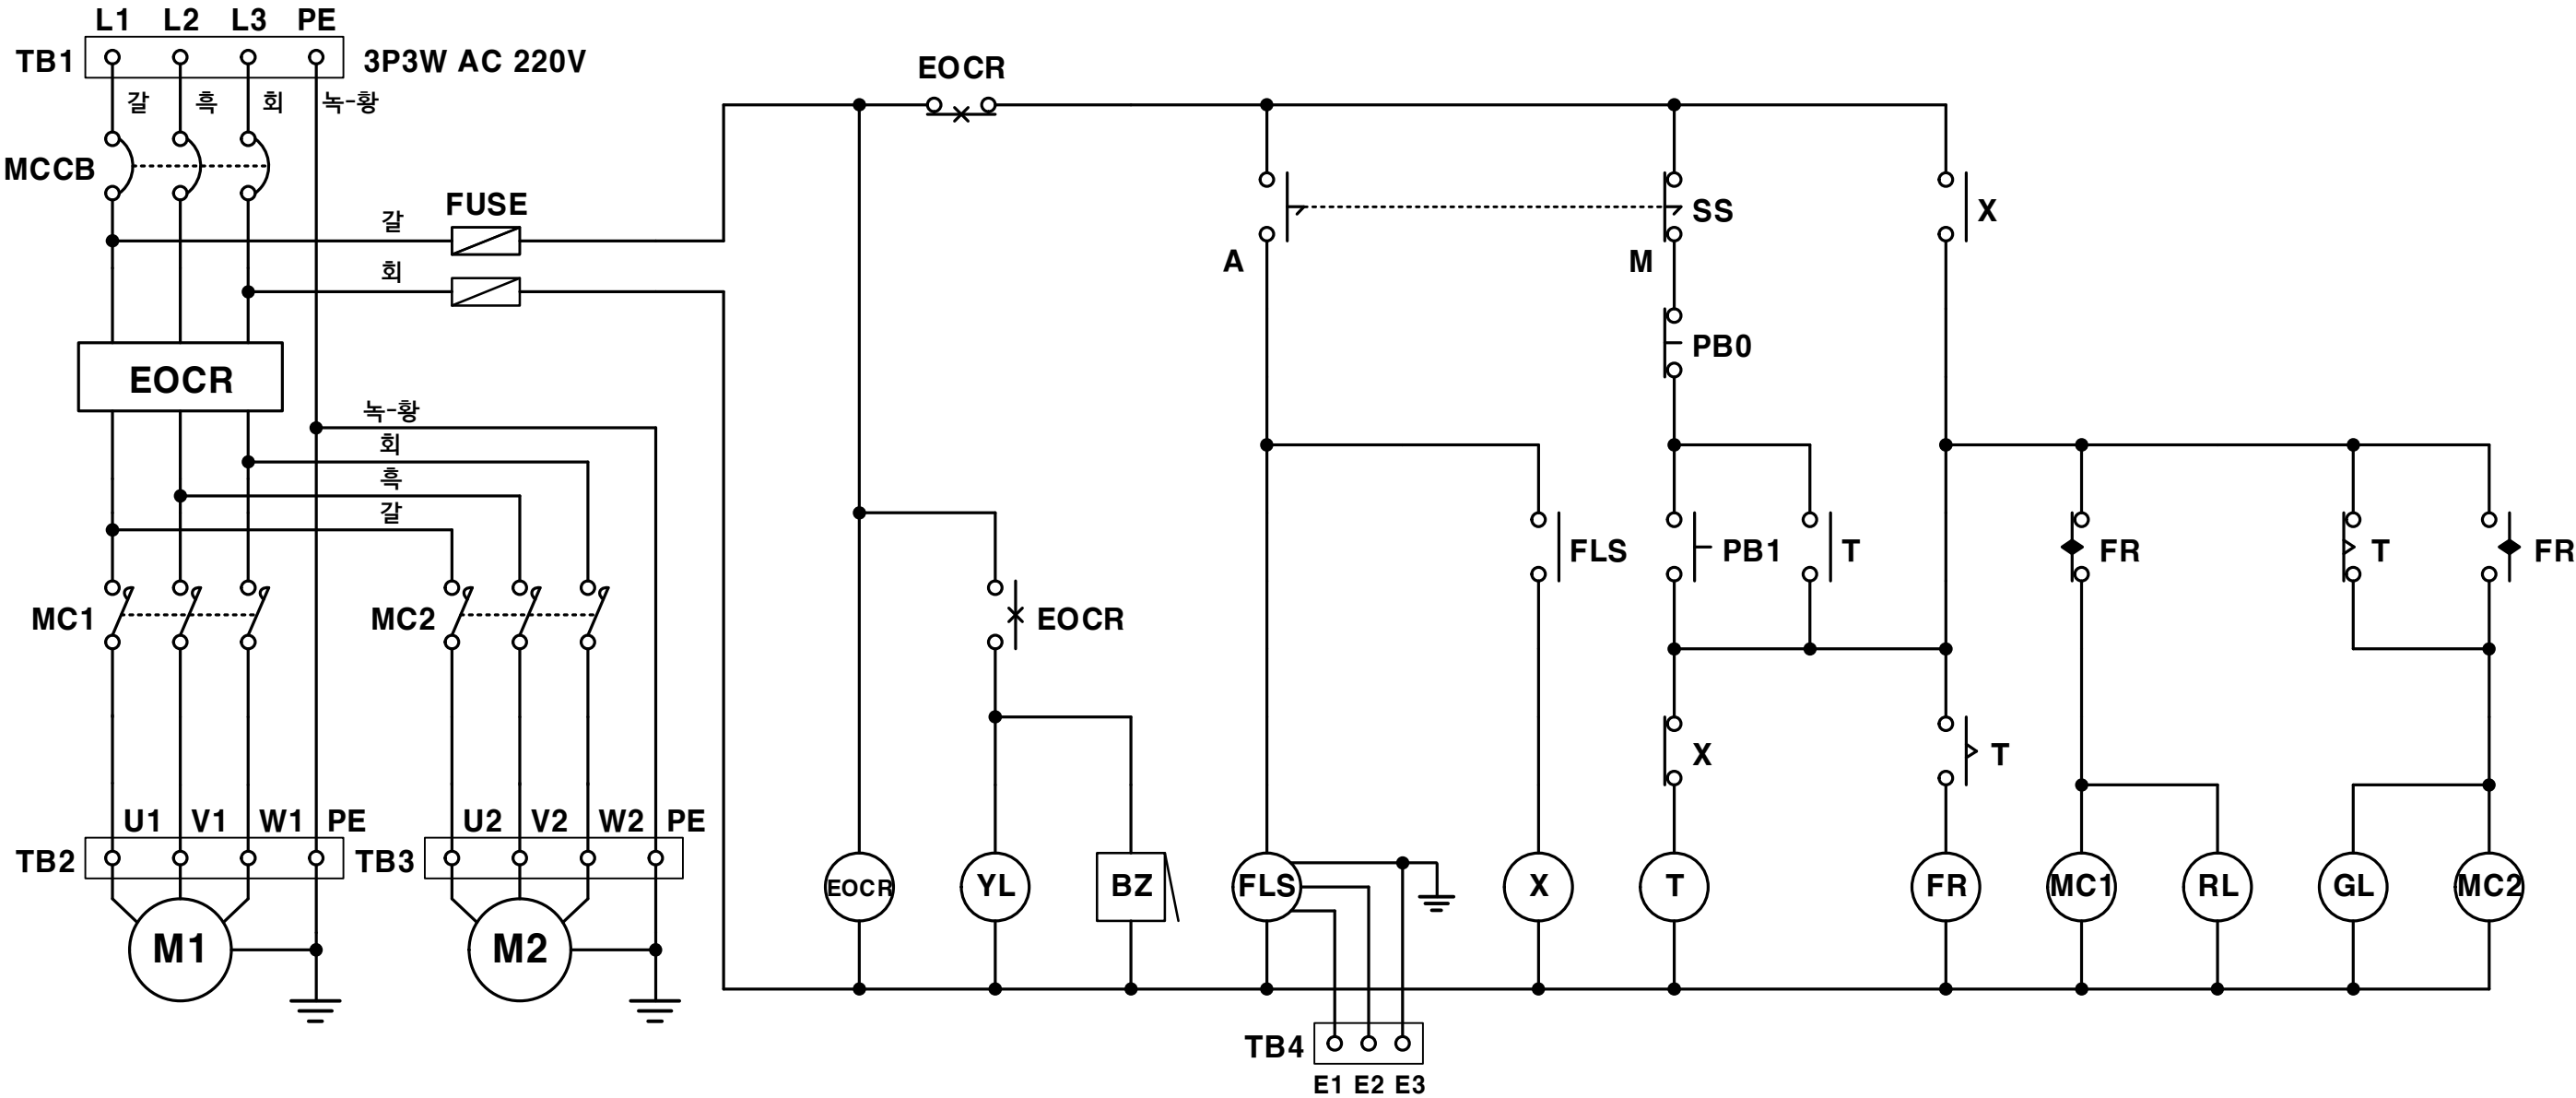 L1 L2 L3 PE
TB1 3P3W AC 220V
갈 흑 회 녹-황
MCCB
갈 FUSE
회
EOCR
녹-황
회
흑
갈
MC1 MC2
U1 V1 W1 PE U2 V2 W2 PE
TB2 TB3
M1 M2
EOCR
SS X
A M
PB0
FLS PB1 T FR T FR
EOCR
X T
EOCR YL BZ FLS X T FR MC1 RL GL MC2
TB4
E1 E2 E3